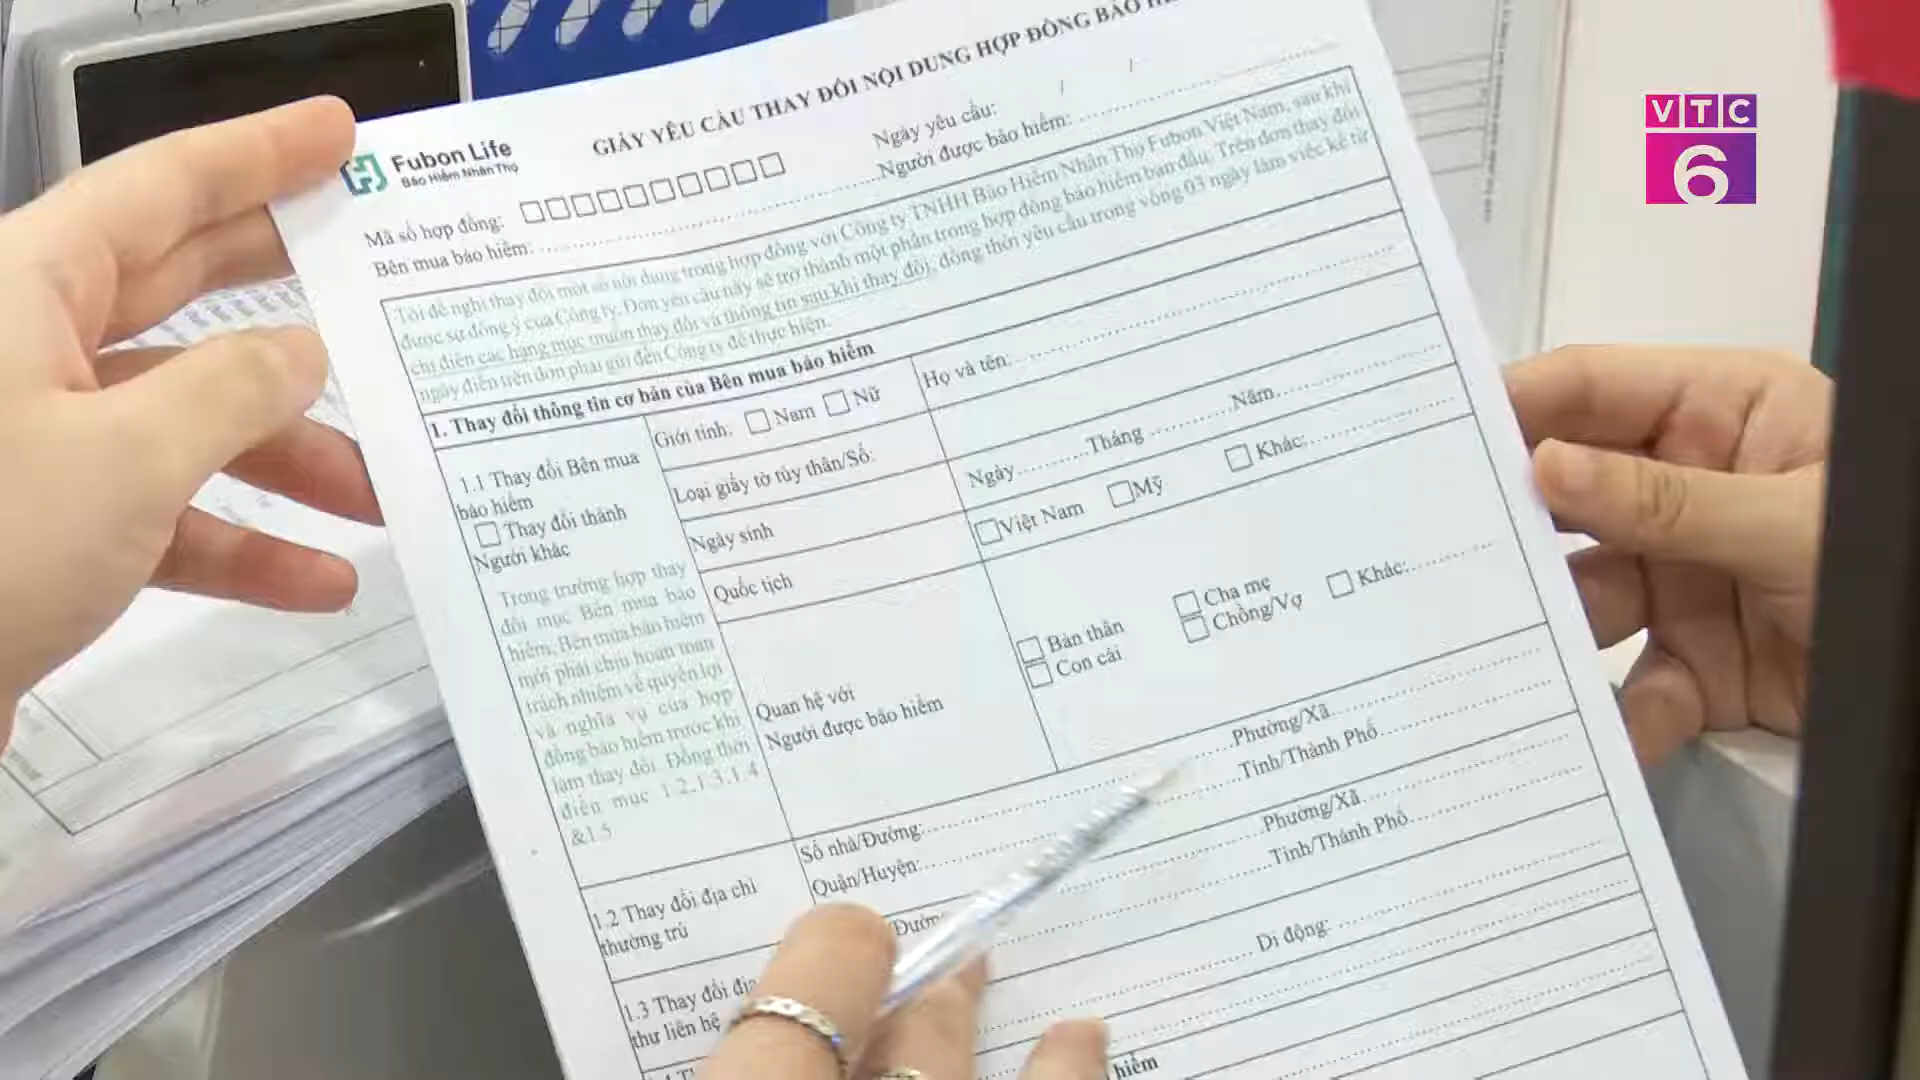 VTC
6
GIẤY YÊU CẦU THAY ĐỔI NỘI DUNG HỢP ĐỒNG BẢO
Fubon Life
Bảo Hiểm Nhân Thọ
Ngày yêu cầu: / /
Mã số hợp đồng:
Người được bảo hiểm:
Bên mua bảo hiểm:
Tôi đề nghị thay đổi một số nội dung trong hợp đồng với Công ty TNHH Bảo Hiểm Nhân Thọ Fubon Việt Nam, sau khi
được sự đồng ý của Công ty. Đơn yêu cầu này sẽ trở thành một phần trong hợp đồng bảo hiểm ban đầu. Trên đơn thay đổi
chỉ điền các hạng mục muốn thay đổi và thông tin sau khi thay đổi, đồng thời yêu cầu trong vòng 03 ngày làm việc kể từ
ngày điền trên đơn phải gửi đến Công ty để thực hiện.
1. Thay đổi thông tin cơ bản của Bên mua bảo hiểm
1.1 Thay đổi Bên mua
bảo hiểm
Thay đổi thành
Người khác
Trong trường hợp thay
đổi mục Bên mua bảo
hiểm, Bên mua bảo hiểm
mới phải chịu hoàn toàn
trách nhiệm về quyền lợi
và nghĩa vụ của hợp
đồng bảo hiểm trước khi
làm thay đổi. Đồng thời
điền mục 1.2,1.3,1.4
&1.5
Giới tính: Nam Nữ
Họ và tên:
Loại giấy tờ tùy thân/Số:
Ngày sinh
Ngày Tháng Năm
Quốc tịch
Việt Nam Mỹ Khác:
Quan hệ với
Người được bảo hiểm
Bản thân Cha mẹ Khác:
Con cái Chồng/Vợ
1.2 Thay đổi địa chỉ
thường trú
Số nhà/Đường: Phường/Xã
Quận/Huyện: Tỉnh/Thành Phố
1.3 Thay đổi địa
thư liên hệ
/Đường Phường/Xã
Tỉnh/Thành Phố
Di động:
hiểm